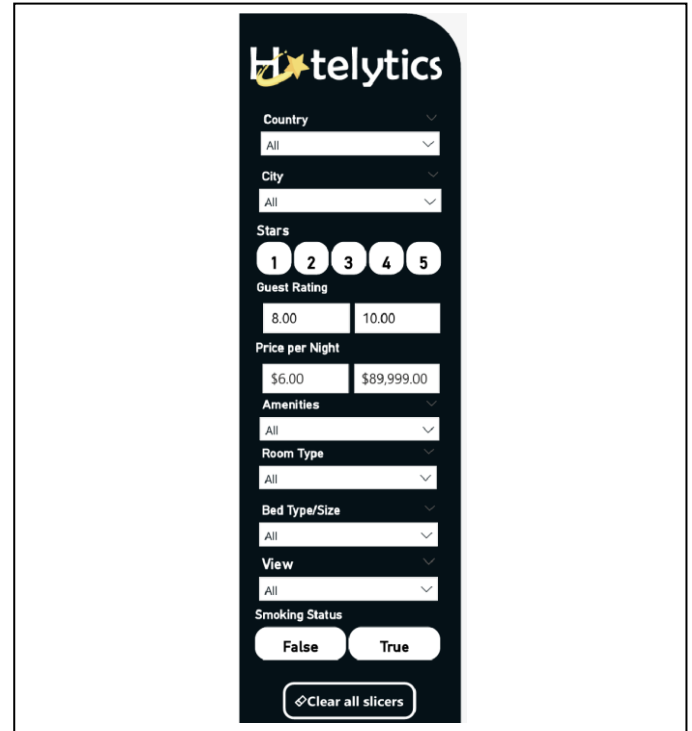 Hotelytics
Country
All
City
All
Stars
1 2 3 4 5
Guest Rating
8.00 10.00
Price per Night
$6.00 $89,999.00
Amenities
All
Room Type
All
Bed Type/Size
All
View
All
Smoking Status
False True
Clear all slicers